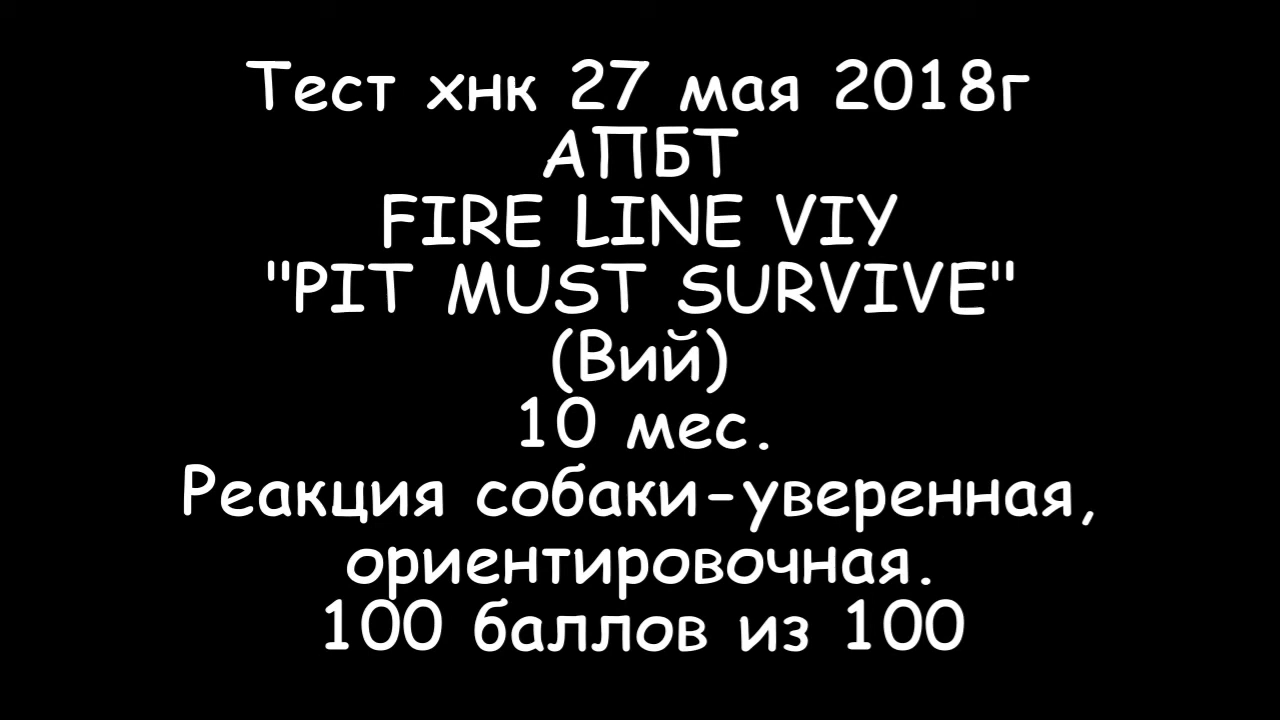 Тест хнк 27 мая 2018г
АПБТ
FIRE LINE VIY
"PIT MUST SURVIVE"
(Вий)
10 мес.
Реакция собаки-уверенная,
ориентировочная.
100 баллов из 100